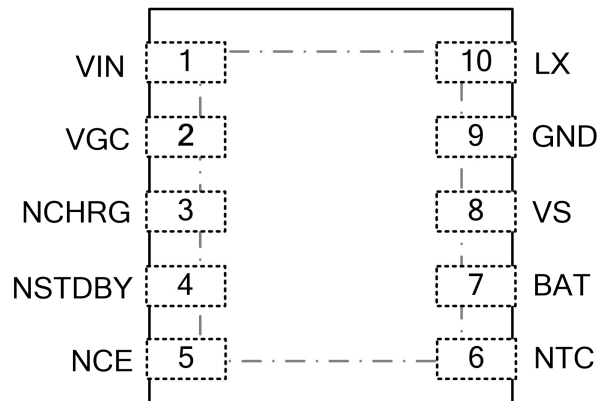 VIN 1 10 LX
VGC 2 9 GND
NCHRG 3 8 VS
NSTDBY 4 7 BAT
NCE 5 6 NTC